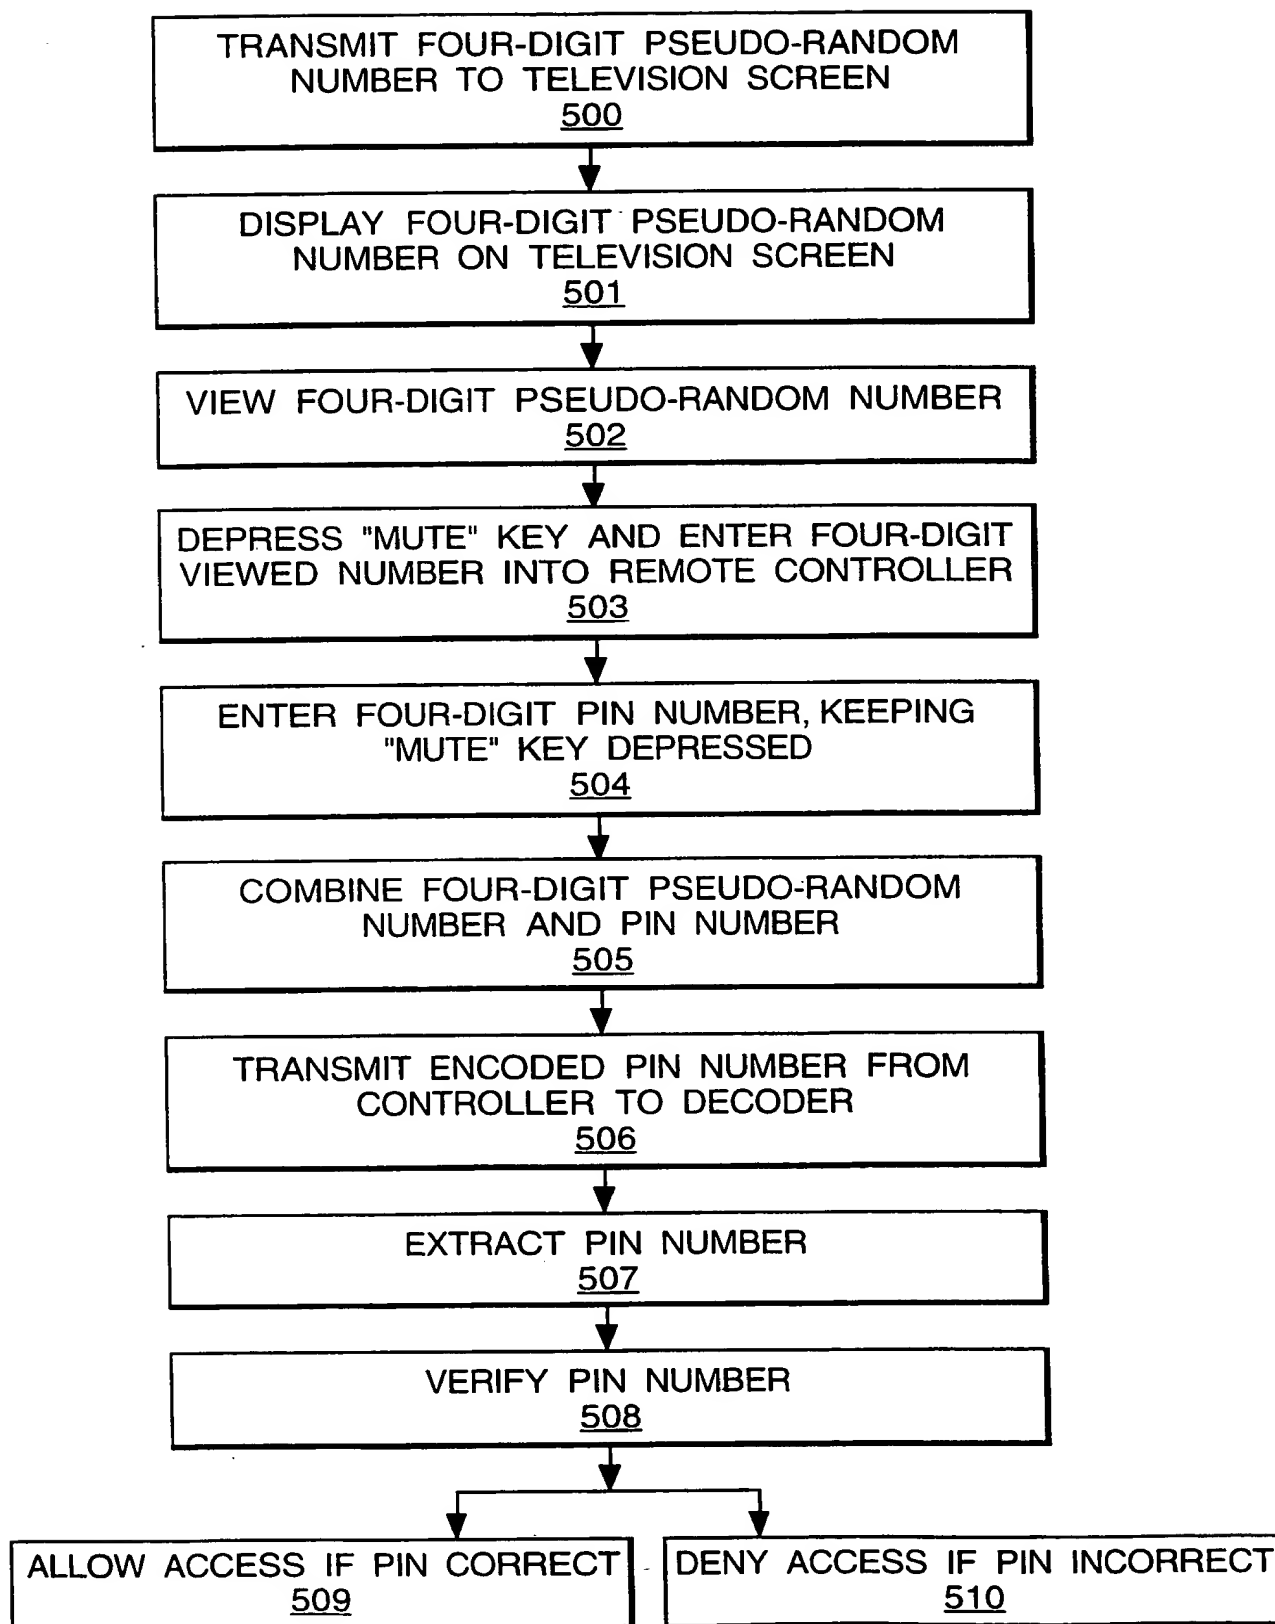 TRANSMIT FOUR-DIGIT PSEUDO-RANDOM
NUMBER TO TELEVISION SCREEN
500
DISPLAY FOUR-DIGIT PSEUDO-RANDOM
NUMBER ON TELEVISION SCREEN
501
VIEW FOUR-DIGIT PSEUDO-RANDOM NUMBER
502
DEPRESS "MUTE" KEY AND ENTER FOUR-DIGIT
VIEWED NUMBER INTO REMOTE CONTROLLER
503
ENTER FOUR-DIGIT PIN NUMBER, KEEPING
"MUTE" KEY DEPRESSED
504
COMBINE FOUR-DIGIT PSEUDO-RANDOM
NUMBER AND PIN NUMBER
505
TRANSMIT ENCODED PIN NUMBER FROM
CONTROLLER TO DECODER
506
EXTRACT PIN NUMBER
507
VERIFY PIN NUMBER
508
ALLOW ACCESS IF PIN CORRECT
509
DENY ACCESS IF PIN INCORRECT
510